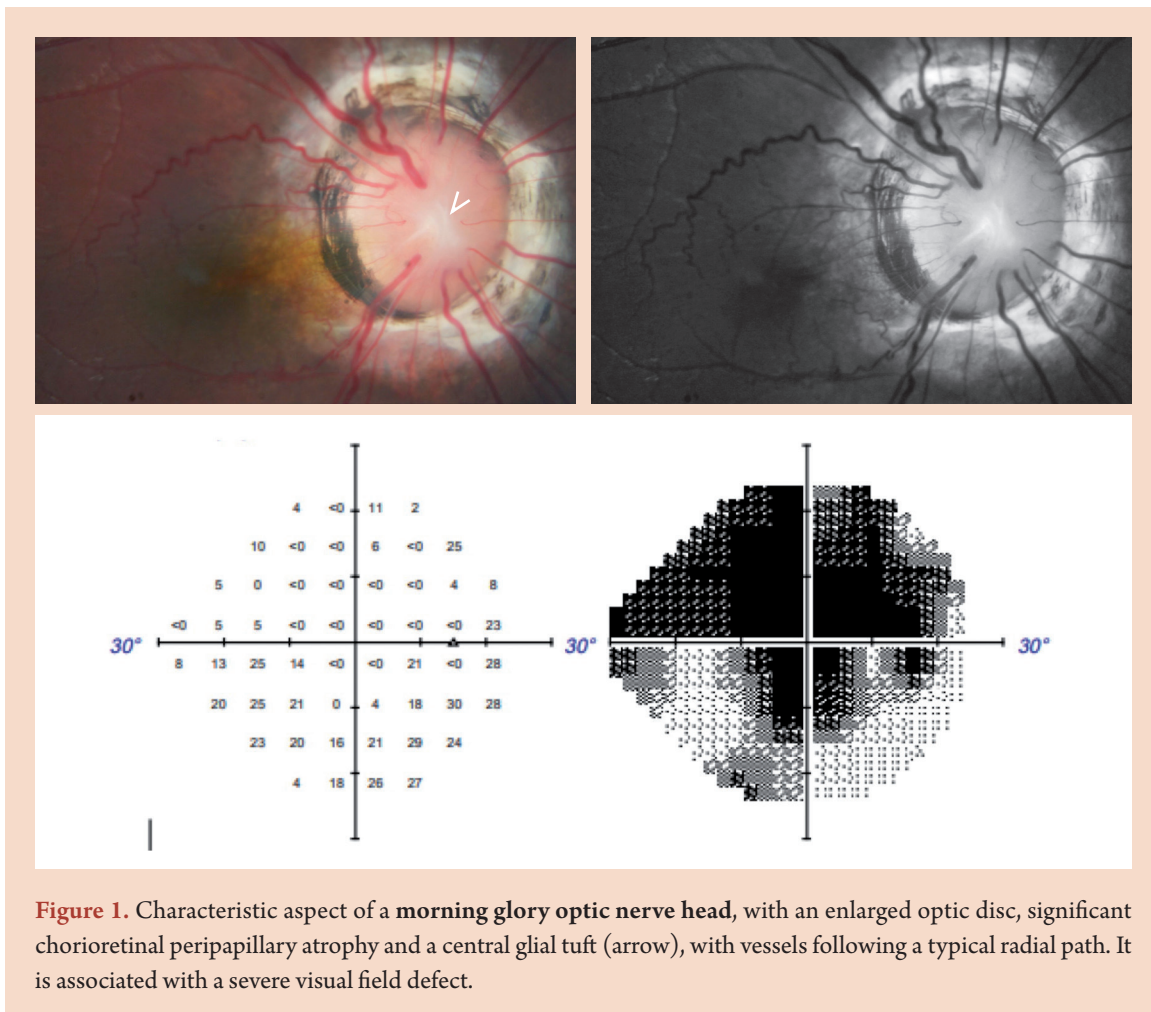 4 <0 11 2
10 <0 <0 6 <0 25
5 0 <0 <0 <0 <0 4 8
<0 5 5 <0 <0 <0 <0 <0 23
30° 30° 30°
8 13 25 14 <0 <0 21 <0 28
20 25 21 0 4 18 30 28
23 20 16 21 29 24
4 18 26 27
Figure 1. Characteristic aspect of a morning glory optic nerve head, with an enlarged optic disc, significant
chorioretinal peripapillary atrophy and a central glial tuft (arrow), with vessels following a typical radial path. It
is associated with a severe visual field defect.